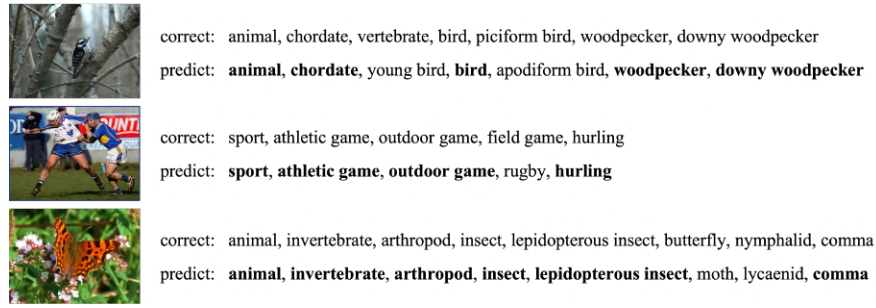 correct: animal, chordate, vertebrate, bird, piciform bird, woodpecker, downy woodpecker
predict: animal, chordate, young bird, bird, apodiform bird, woodpecker, downy woodpecker
correct: sport, athletic game, outdoor game, field game, hurling
predict: sport, athletic game, outdoor game, rugby, hurling
correct: animal, invertebrate, arthropod, insect, lepidopterous insect, butterfly, nymphalid, comma
predict: animal, invertebrate, arthropod, insect, lepidopterous insect, moth, lycaenid, comma